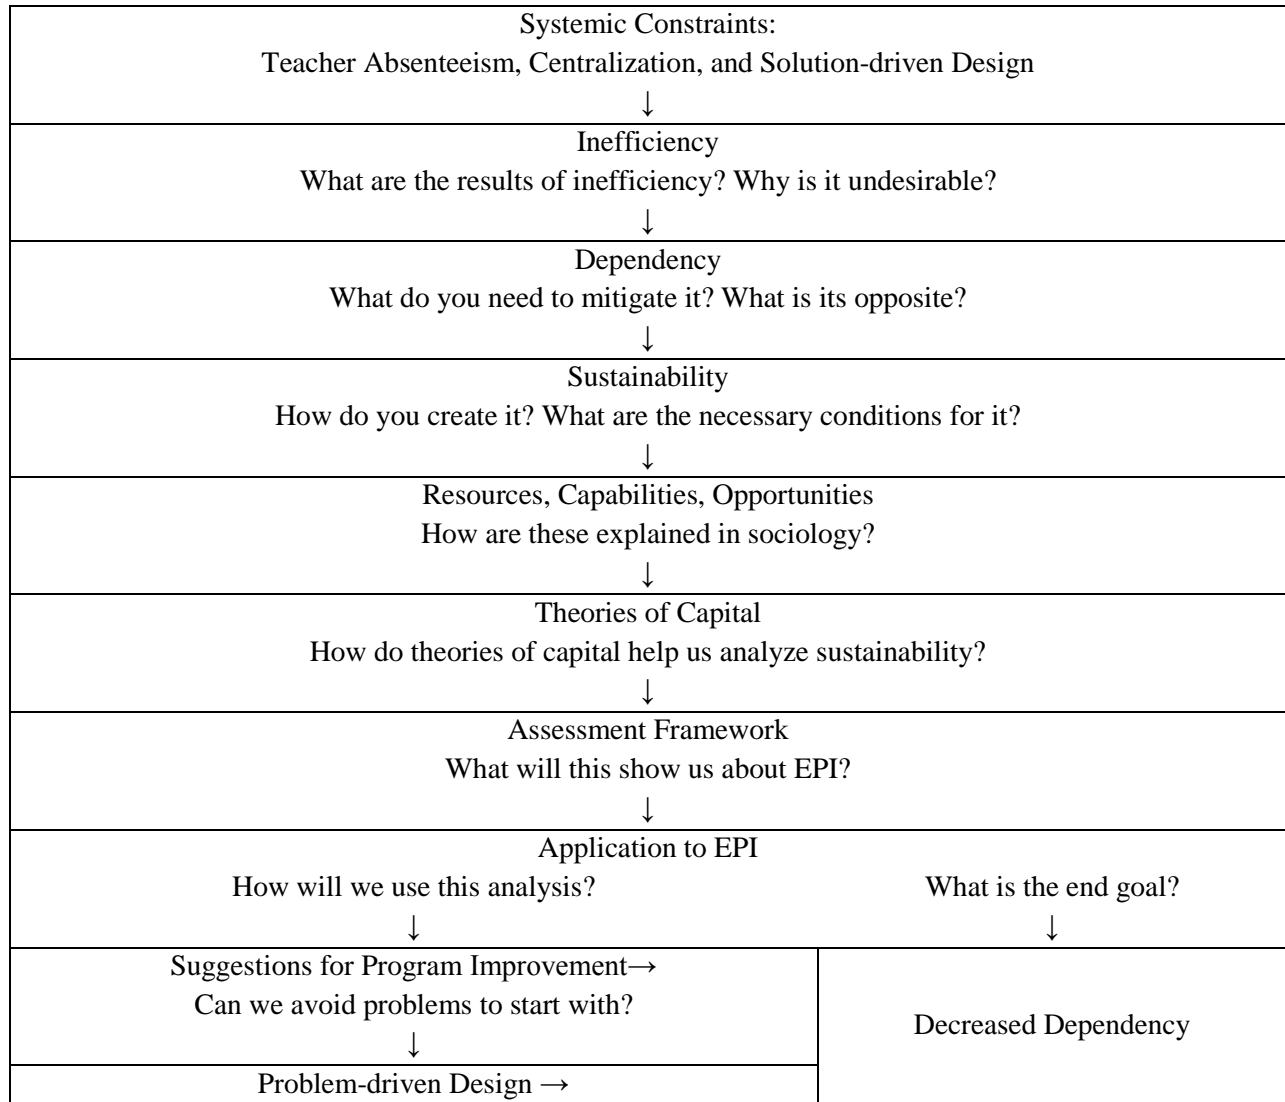 Systemic Constraints:
Teacher Absenteeism, Centralization, and Solution-driven Design
↓
Inefficiency
What are the results of inefficiency? Why is it undesirable?
↓
Dependency
What do you need to mitigate it? What is its opposite?
↓
Sustainability
How do you create it? What are the necessary conditions for it?
↓
Resources, Capabilities, Opportunities
How are these explained in sociology?
↓
Theories of Capital
How do theories of capital help us analyze sustainability?
↓
Assessment Framework
What will this show us about EPI?
↓
Application to EPI
How will we use this analysis? What is the end goal?
↓ ↓
Suggestions for Program Improvement→
Can we avoid problems to start with?
↓
Decreased Dependency
Problem-driven Design →